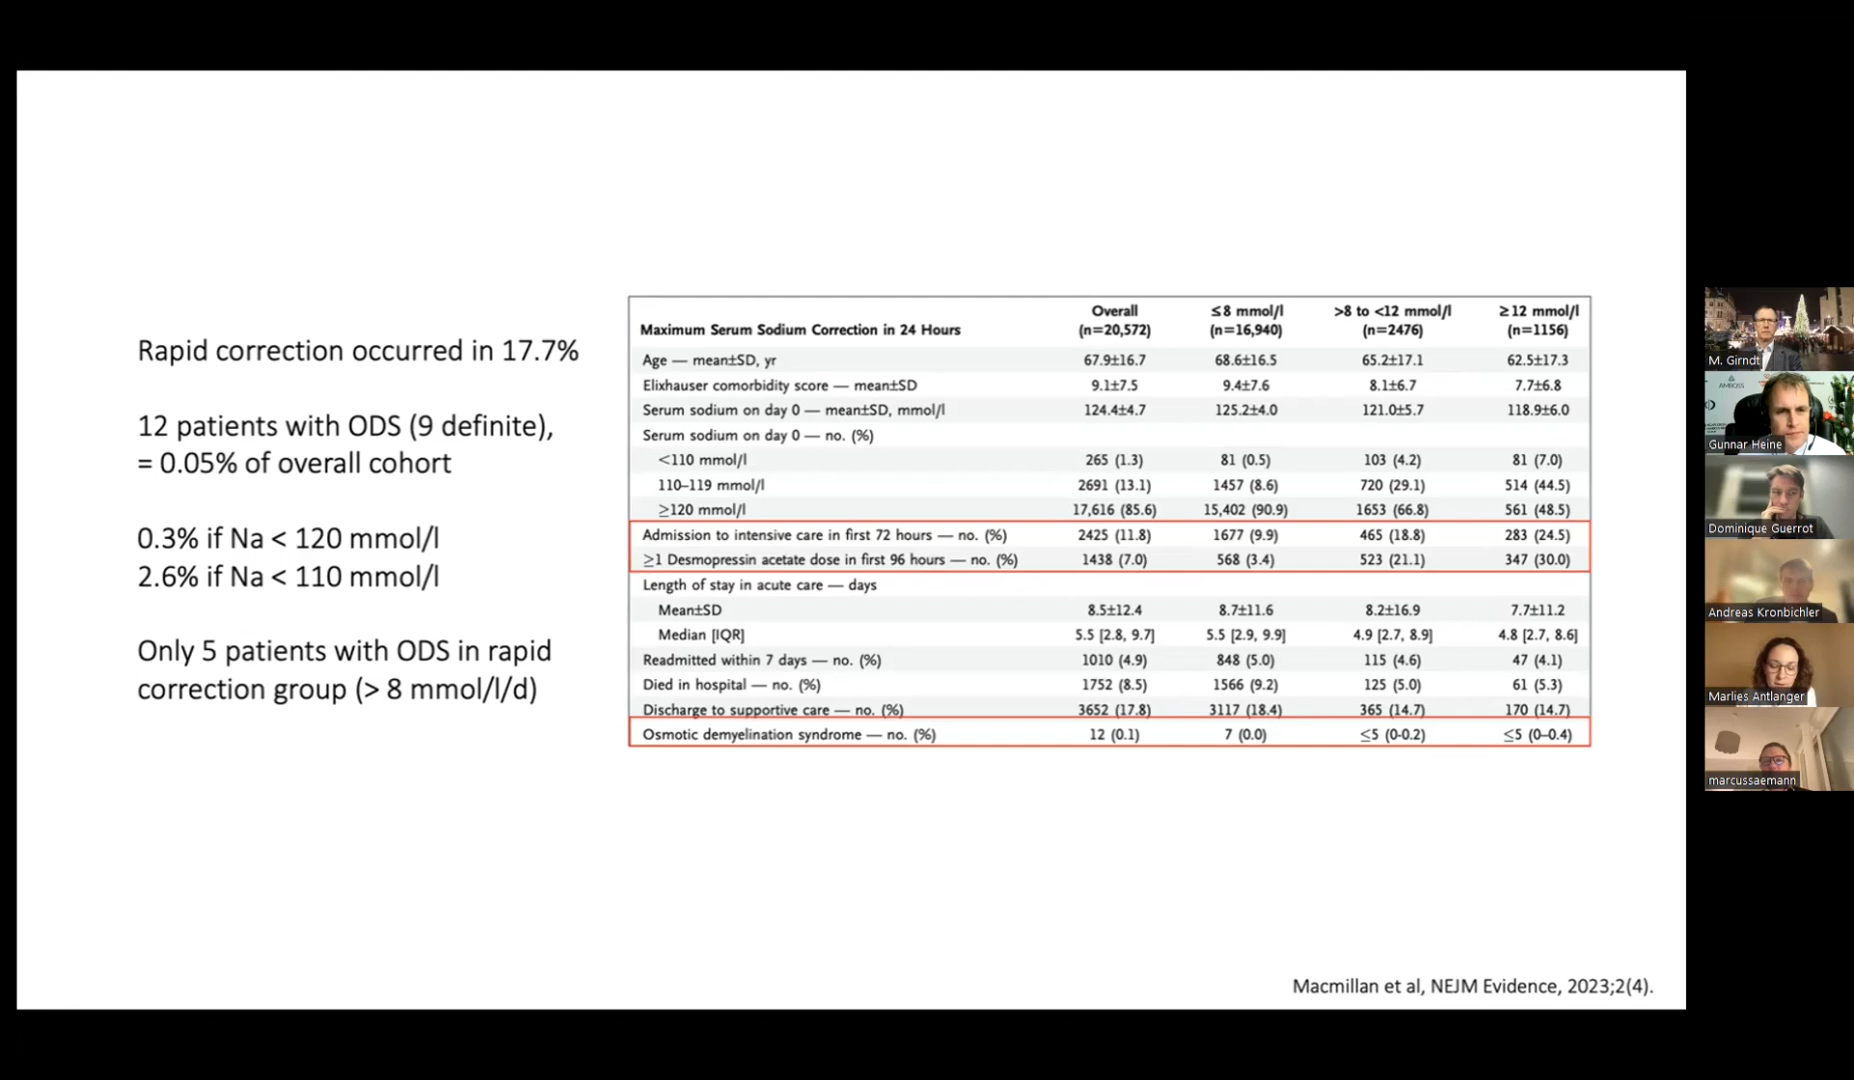 Rapid correction occurred in 17.7%
12 patients with ODS (9 definite),
= 0.05% of overall cohort
0.3% if Na < 120 mmol/l
2.6% if Na < 110 mmol/l
Only 5 patients with ODS in rapid
correction group (> 8 mmol/l/d)
Overall ≤8 mmol/l >8 to <12 mmol/l ≥12 mmol/l
Maximum Serum Sodium Correction in 24 Hours (n=20,572) (n=16,940) (n=2476) (n=1156)
Age — mean±SD, yr 67.9±16.7 68.6±16.5 65.2±17.1 62.5±17.3
Elixhauser comorbidity score — mean±SD 9.1±7.5 9.4±7.6 8.1±6.7 7.7±6.8
Serum sodium on day 0 — mean±SD, mmol/l 124.4±4.7 125.2±4.0 121.0±5.7 118.9±6.0
Serum sodium on day 0 — no. (%)
<110 mmol/l 265 (1.3) 81 (0.5) 103 (4.2) 81 (7.0)
110–119 mmol/l 2691 (13.1) 1457 (8.6) 720 (29.1) 514 (44.5)
≥120 mmol/l 17,616 (85.6) 15,402 (90.9) 1653 (66.8) 561 (48.5)
Admission to intensive care in first 72 hours — no. (%) 2425 (11.8) 1677 (9.9) 465 (18.8) 283 (24.5)
≥1 Desmopressin acetate dose in first 96 hours — no. (%) 1438 (7.0) 568 (3.4) 523 (21.1) 347 (30.0)
Length of stay in acute care — days
Mean±SD 8.5±12.4 8.7±11.6 8.2±16.9 7.7±11.2
Median [IQR] 5.5 [2.8, 9.7] 5.5 [2.9, 9.9] 4.9 [2.7, 8.9] 4.8 [2.7, 8.6]
Readmitted within 7 days — no. (%) 1010 (4.9) 848 (5.0) 115 (4.6) 47 (4.1)
Died in hospital — no. (%) 1752 (8.5) 1566 (9.2) 125 (5.0) 61 (5.3)
Discharge to supportive care — no. (%) 3652 (17.8) 3117 (18.4) 365 (14.7) 170 (14.7)
Osmotic demyelination syndrome — no. (%) 12 (0.1) 7 (0.0) ≤5 (0-0.2) ≤5 (0–0.4)
Macmillan et al, NEJM Evidence, 2023;2(4).
M. Girndt
AMBOSS
Gunnar Heine
Dominique Guerrot
Andreas Kronbichler
Marlies Antlanger
marcussaemann